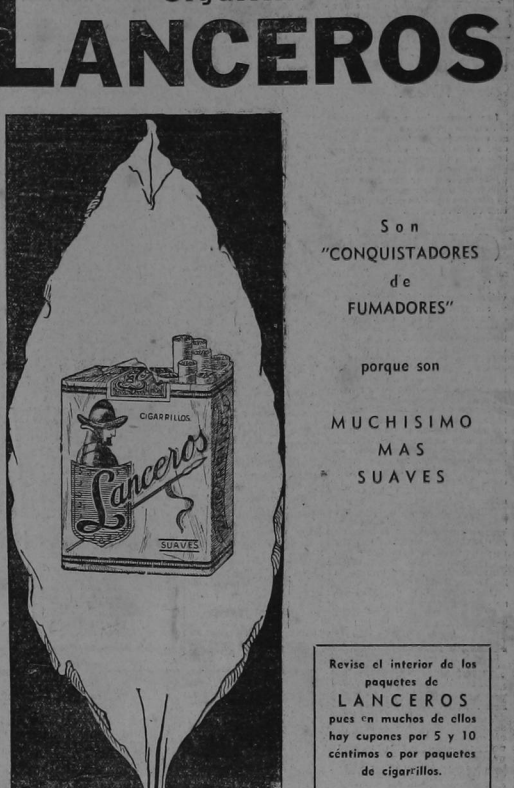 LANCEROS
Son
"CONQUISTADORES
de
FUMADORES"
porque son
MUCHISIMO
MAS
SUAVES
CIGARRILLOS
Lanceros
SUAVES
Revise el interior de los
paquetes de
LANCEROS
pues en muchos de ellos
hay cupones por 5 y 10
céntimos o por paquetes
de cigarrillos.